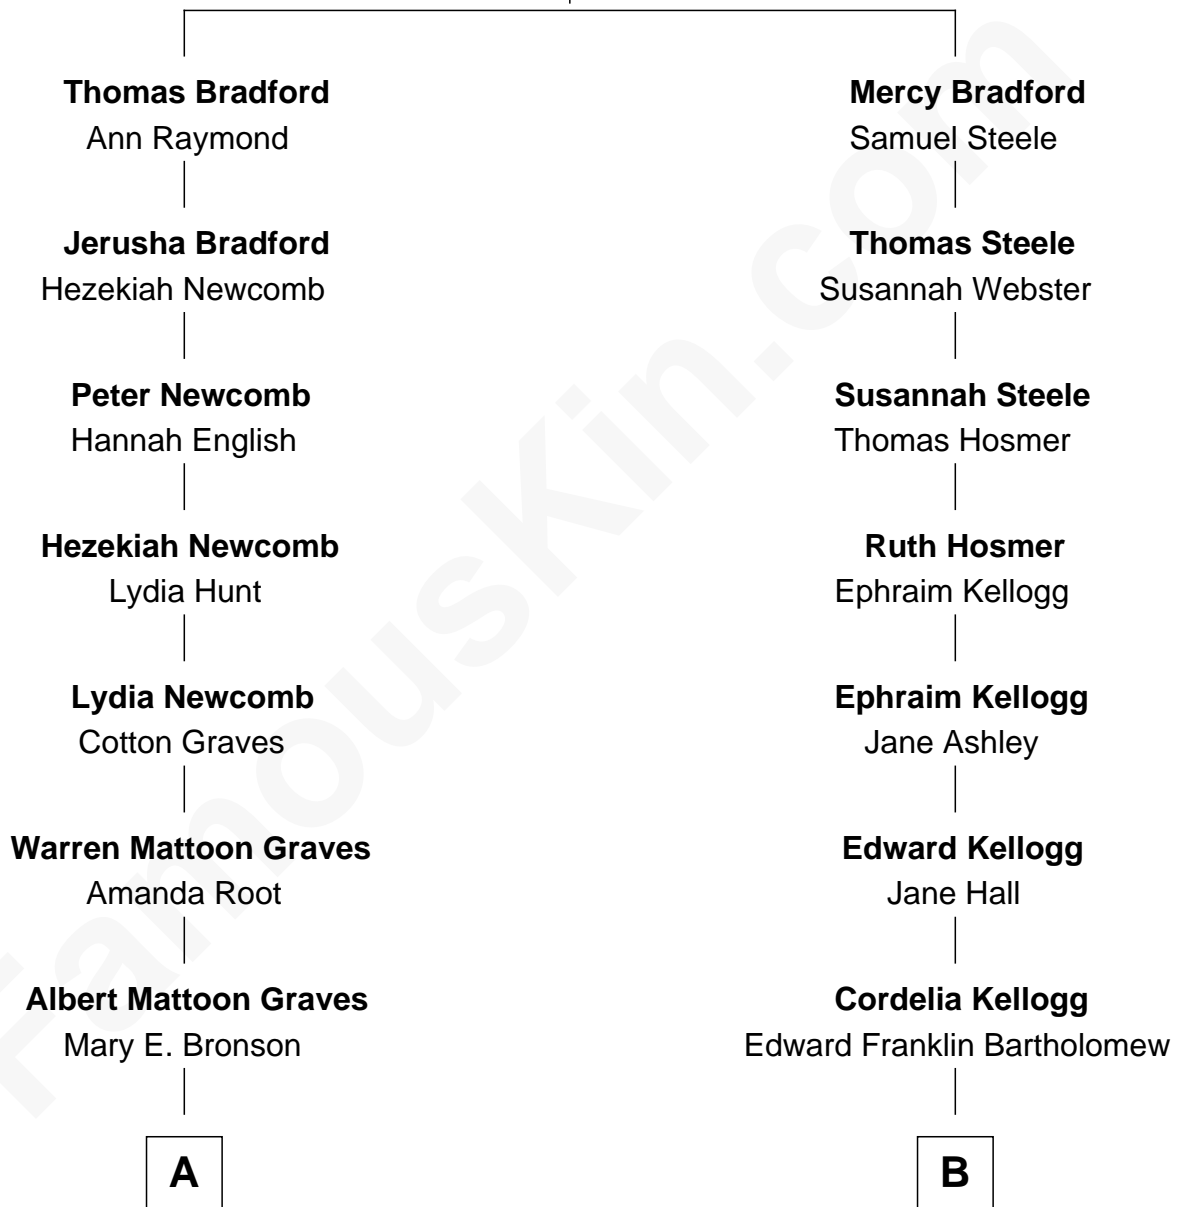 Thomas Bradford
Ann Raymond
Jerusha Bradford
Hezekiah Newcomb
Peter Newcomb
Hannah English
Hezekiah Newcomb
Lydia Hunt
Lydia Newcomb
Cotton Graves
Warren Mattoon Graves
Amanda Root
Albert Mattoon Graves
Mary E. Bronson
A
Mercy Bradford
Samuel Steele
Thomas Steele
Susannah Webster
Susannah Steele
Thomas Hosmer
Ruth Hosmer
Ephraim Kellogg
Ephraim Kellogg
Jane Ashley
Edward Kellogg
Jane Hall
Cordelia Kellogg
Edward Franklin Bartholomew
B
FamousKin.com